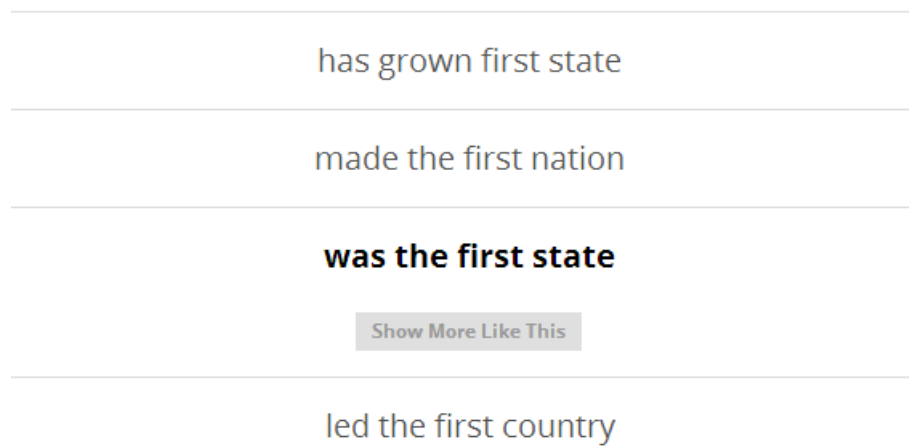 has grown first state
made the first nation
was the first state
Show More Like This
led the first country